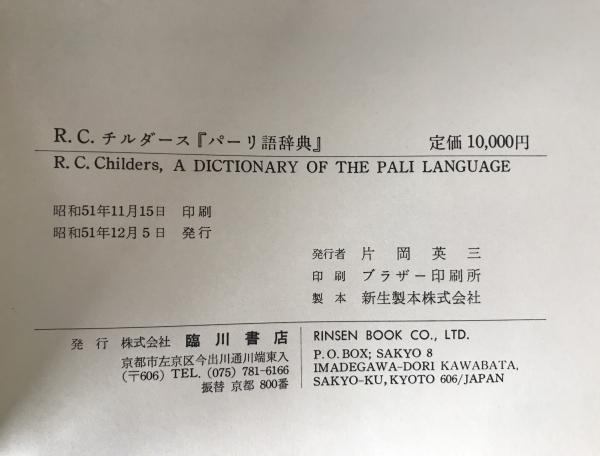 R. C. チルダース『パーリ語辞典』 定価 10,000円
R. C. Childers, A DICTIONARY OF THE PALI LANGUAGE
昭和51年11月15日 印刷
昭和51年12月5日 発行
発行者 片岡英三
印刷 ブラザー印刷所
製本 新生製本株式会社
発行 株式会社 臨川書店
京都市左京区今出川通川端東入
(〒606) TEL. (075) 781-6166
振替 京都 800番
RINSEN BOOK CO., LTD.
P. O. BOX; SAKYO 8
IMADEGAWA-DORI KAWABATA,
SAKYO-KU, KYOTO 606/JAPAN